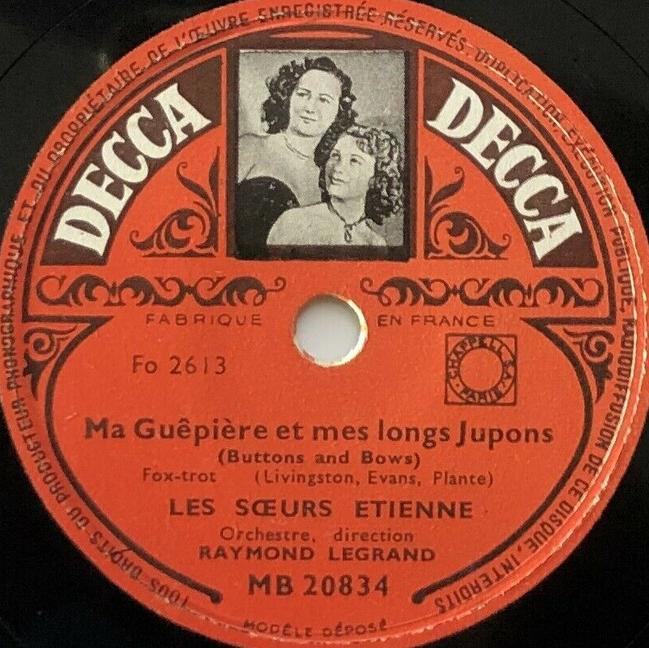 TOUS DROITS DU PRODUCTEUR PHONOGRAPHIQUE ET DU PROPRIÉTAIRE DE L'ŒUVRE ENREGISTRÉE RÉSERVÉS. DUPLICATION, EXÉCUTION PUBLIQUE, RADIODIFFUSION DE CE DISQUE, INTERDITS
DECCA DECCA
FABRIQUE EN FRANCE
Fo 2613
CHAPPELL S.A. PARIS
Ma Guêpière et mes longs Jupons
(Buttons and Bows)
Fox-trot (Livingston, Evans, Plante)
LES SŒURS ETIENNE
Orchestre, direction
RAYMOND LEGRAND
MB 20834
MODÈLE DÉPOSÉ